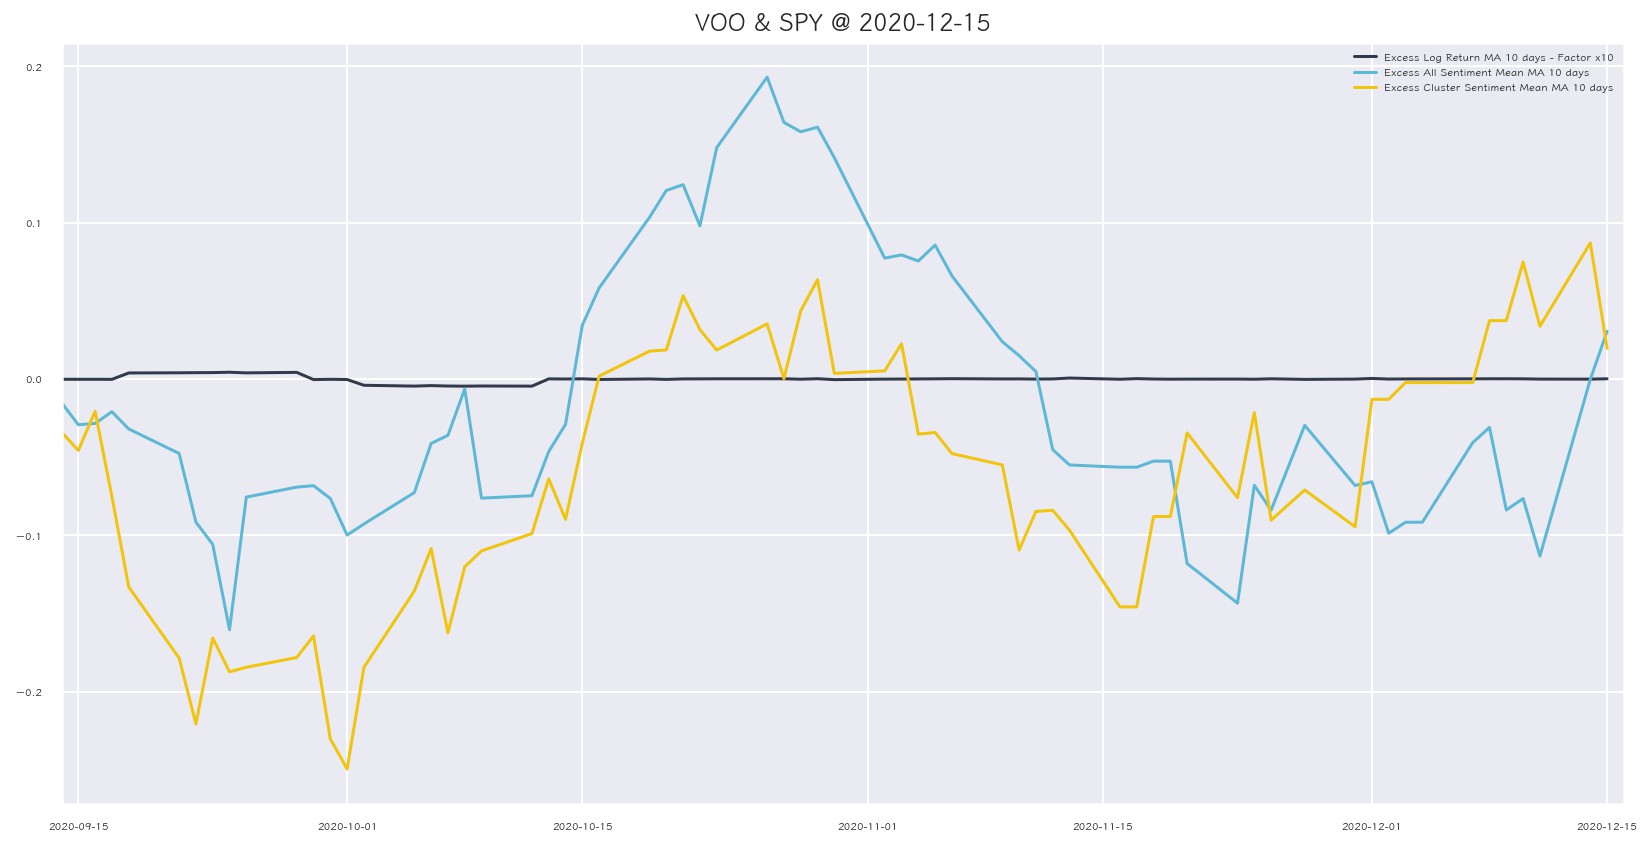 VOO & SPY @ 2020-12-15
Excess Log Return MA 10 days - Factor x10
Excess All Sentiment Mean MA 10 days
Excess Cluster Sentiment Mean MA 10 days
0.2
0.1
0.0
−0.1
−0.2
2020-09-15 2020-10-01 2020-10-15 2020-11-01 2020-11-15 2020-12-01 2020-12-15